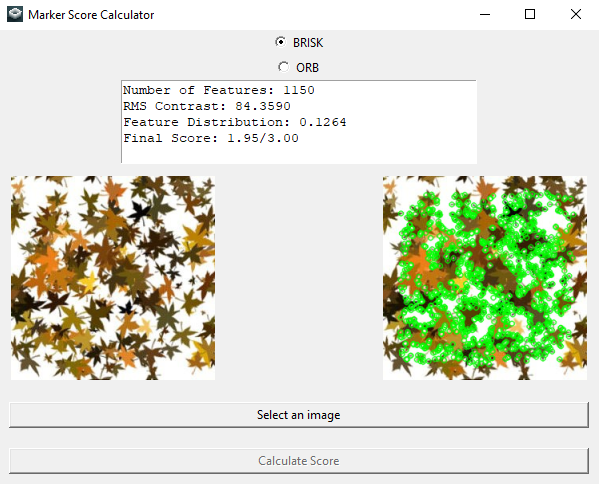 Marker Score Calculator
BRISK
ORB
Number of Features: 1150
RMS Contrast: 84.3590
Feature Distribution: 0.1264
Final Score: 1.95/3.00
Select an image
Calculate Score